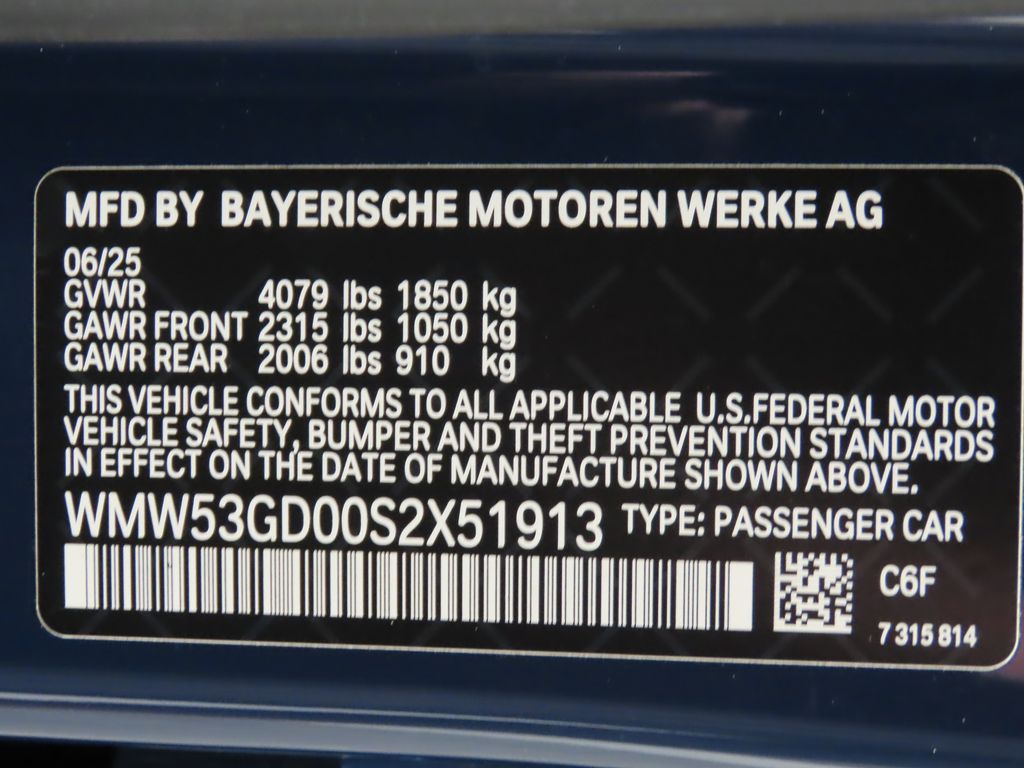 MFD BY BAYERISCHE MOTOREN WERKE AG
06/25
GVWR 4079 lbs 1850 kg
GAWR FRONT 2315 lbs 1050 kg
GAWR REAR 2006 lbs 910 kg
THIS VEHICLE CONFORMS TO ALL APPLICABLE U.S.FEDERAL MOTOR
VEHICLE SAFETY, BUMPER AND THEFT PREVENTION STANDARDS
IN EFFECT ON THE DATE OF MANUFACTURE SHOWN ABOVE.
WMW53GD00S2X51913 TYPE: PASSENGER CAR
C6F
7 315 814